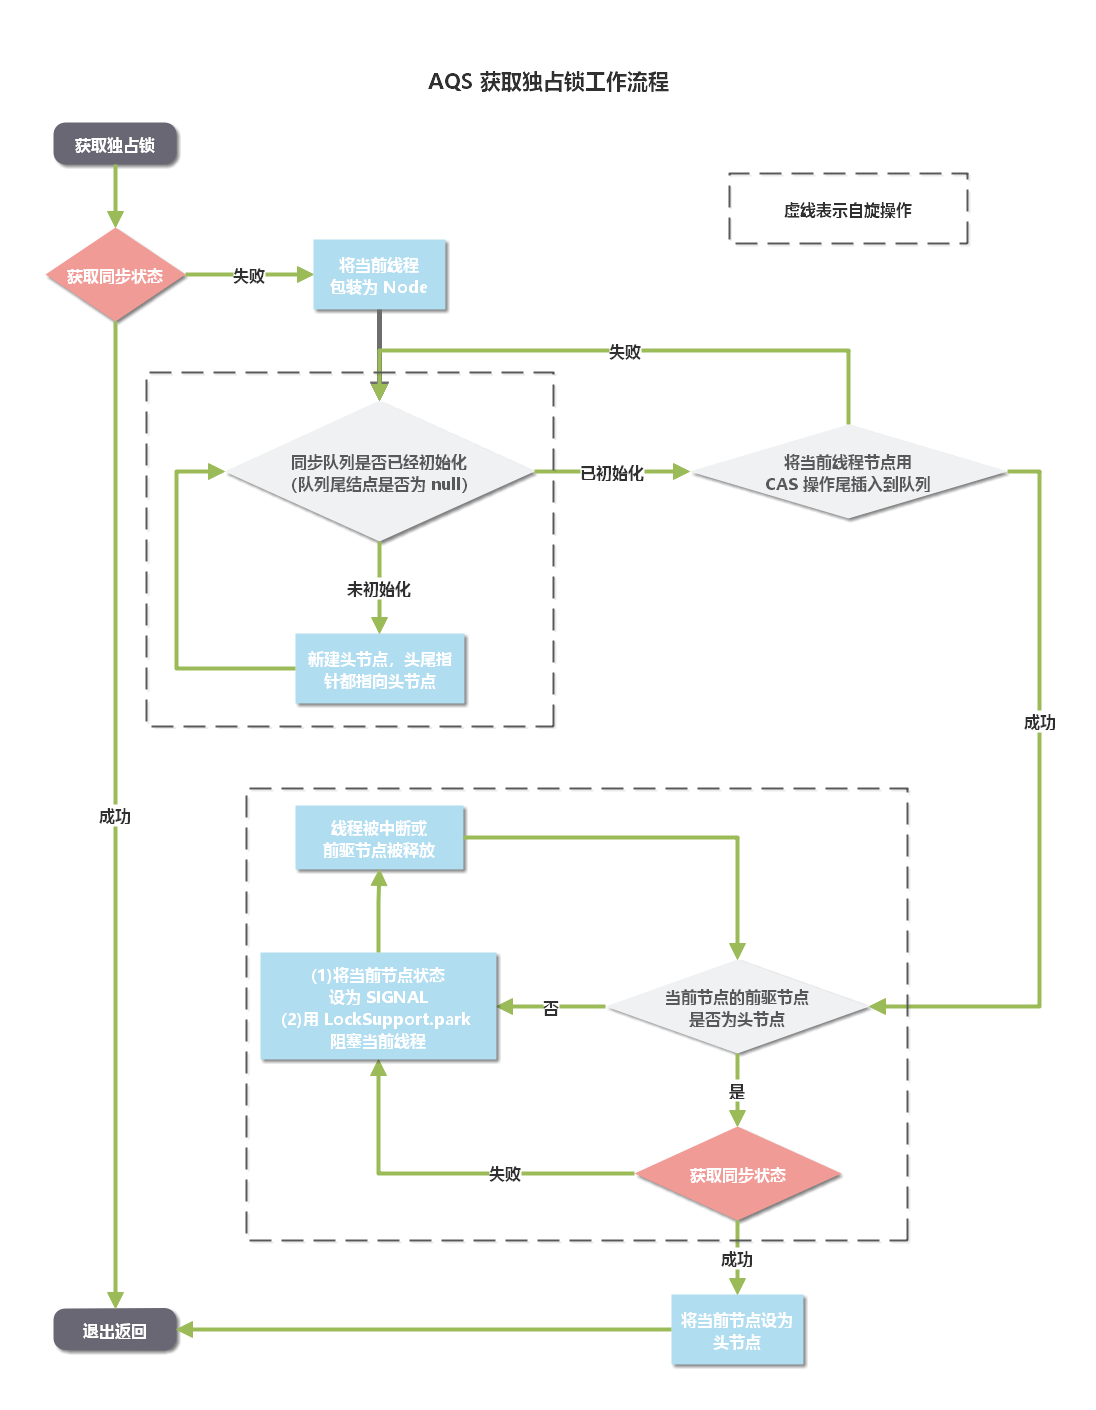 AQS 获取独占锁工作流程
获取独占锁
虚线表示自旋操作
获取同步状态
失败
将当前线程
包装为 Node
失败
同步队列是否已经初始化
(队列尾结点是否为 null)
已初始化
将当前线程节点用
CAS 操作尾插入到队列
未初始化
新建头节点，头尾指
针都指向头节点
成功
成功
线程被中断或
前驱节点被释放
(1)将当前节点状态
设为 SIGNAL
(2)用 LockSupport.park
阻塞当前线程
否
当前节点的前驱节点
是否为头节点
是
失败
获取同步状态
成功
将当前节点设为
头节点
退出返回